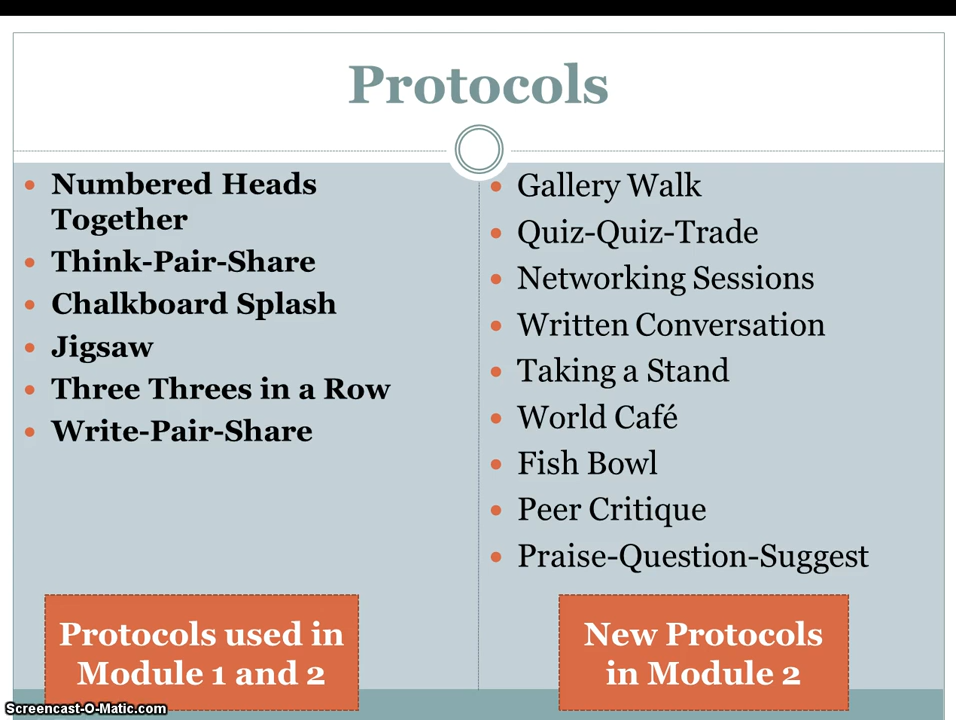 Protocols
Numbered Heads
Together
Think-Pair-Share
Chalkboard Splash
Jigsaw
Three Threes in a Row
Write-Pair-Share
Protocols used in
Module 1 and 2
Gallery Walk
Quiz-Quiz-Trade
Networking Sessions
Written Conversation
Taking a Stand
World Café
Fish Bowl
Peer Critique
Praise-Question-Suggest
New Protocols
in Module 2
Screencast-O-Matic.com